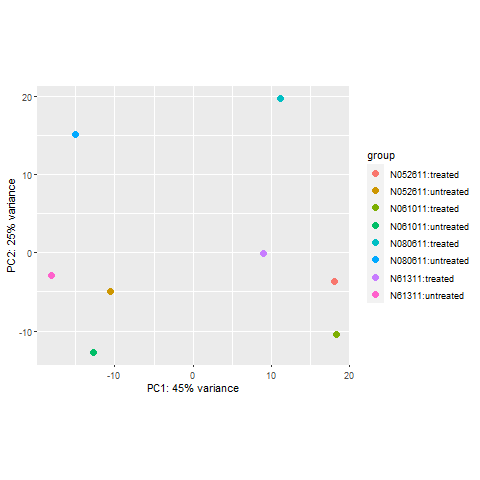 20
10
0
-10
PC2: 25% variance
-10
0
10
20
PC1: 45% variance
group
N052611:treated
N052611:untreated
N061011:treated
N061011:untreated
N080611:treated
N080611:untreated
N61311:treated
N61311:untreated